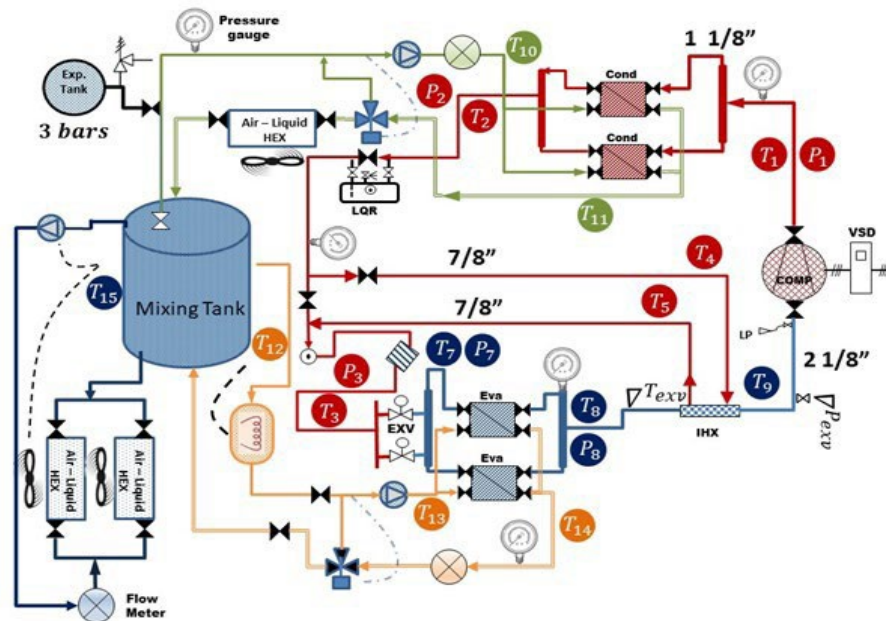 Pressure
gauge
T₁₀
1 1/8”
Exp.
Tank
3 bars
P₂
T₂
Cond
Air – Liquid
HEX
Cond
T₁
P₁
LQR
T₁₁
VSD
7/8”
T₄
COMP
T₁₅
Mixing Tank
7/8”
T₅
LP
T₁₂
P₃
T₇
P₇
T₉
2 1/8”
T₃
EXV
Eva
T₈
Tₑₓᵥ
Pₑₓᵥ
IHX
P₈
Eva
Air – Liquid
HEX
Air – Liquid
HEX
T₁₃
T₁₄
Flow
Meter